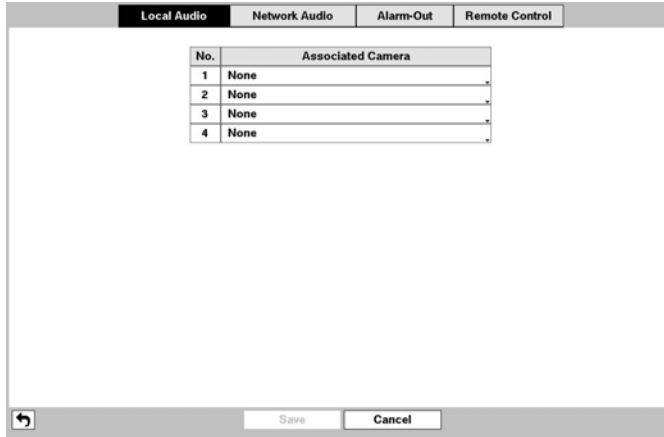 Local Audio Network Audio Alarm-Out Remote Control
No. Associated Camera
1 None
2 None
3 None
4 None
Save Cancel